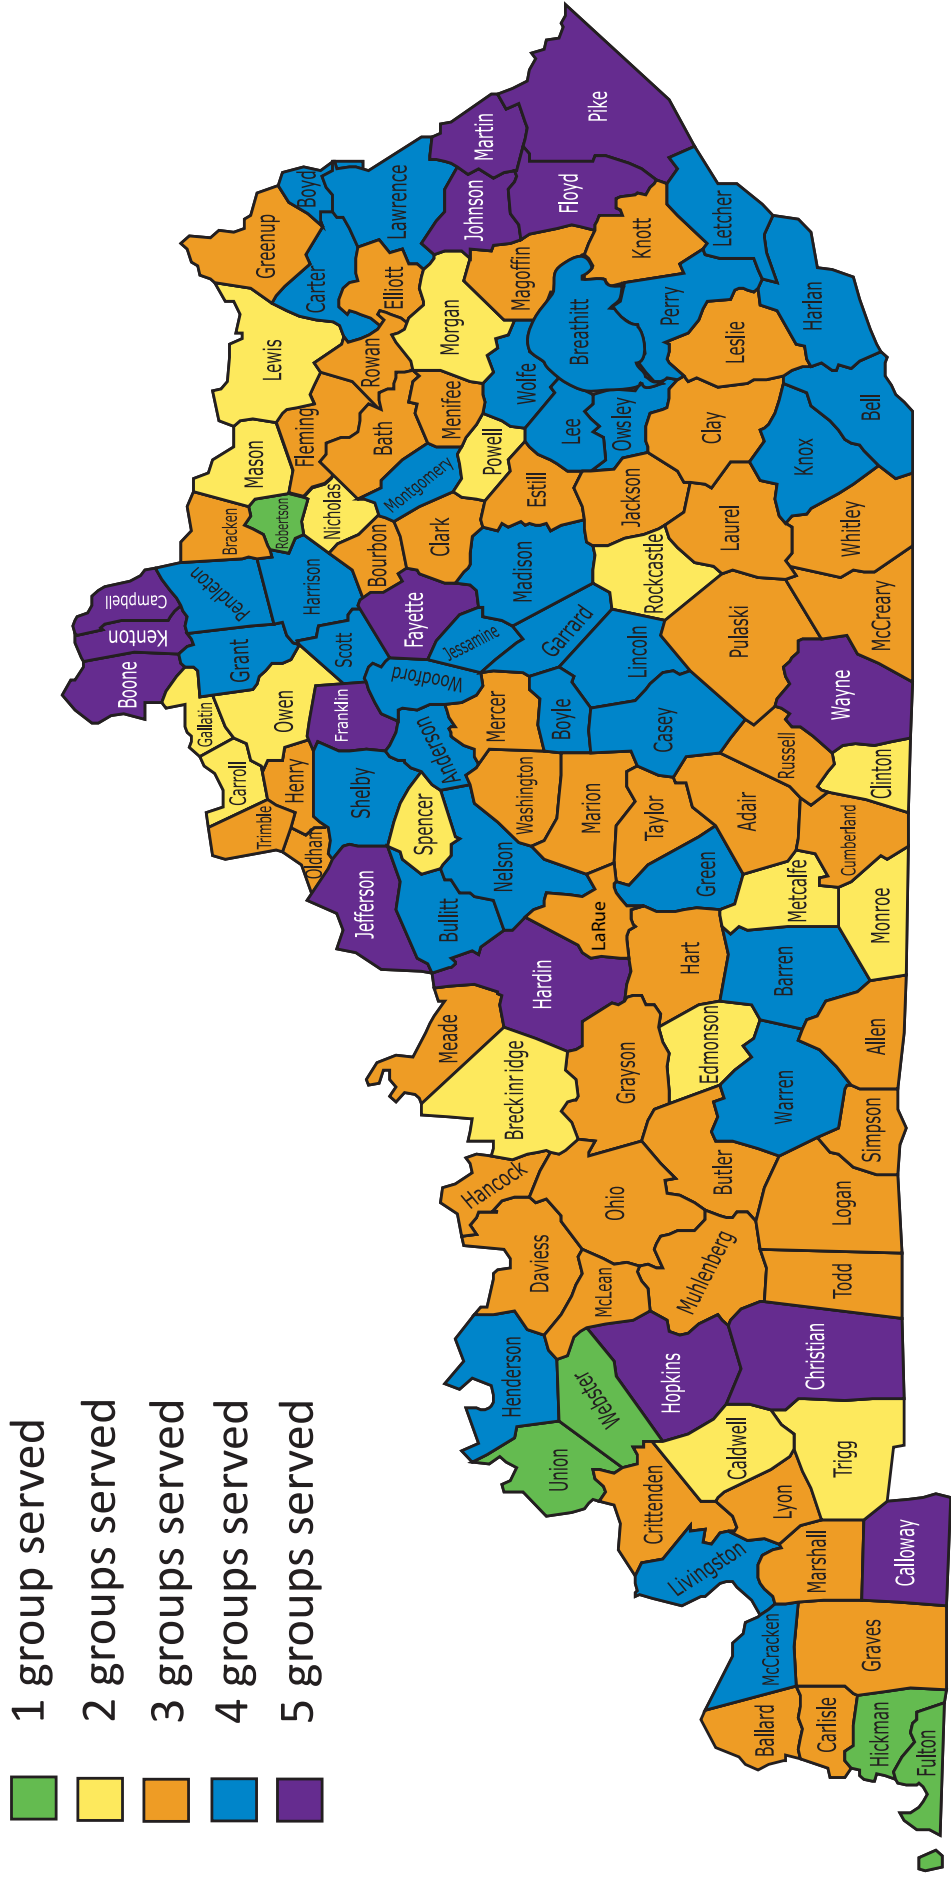 1 group served
2 groups served
3 groups served
4 groups served
5 groups served
Boone
Kenton
Campbell
Gallatin
Grant
Pendleton
Bracken
Mason
Lewis
Greenup
Carroll
Owen
Harrison
Robertson
Fleming
Carter
Boyd
Trimble
Henry
Franklin
Scott
Nicholas
Rowan
Elliott
Lawrence
Oldham
Shelby
Woodford
Fayette
Bourbon
Bath
Jefferson
Spencer
Anderson
Jessamine
Clark
Montgomery
Menifee
Morgan
Johnson
Martin
Meade
Bullitt
Nelson
Mercer
Madison
Estill
Powell
Wolfe
Magoffin
Floyd
Pike
Hancock
Breckinridge
Hardin
LaRue
Washington
Marion
Boyle
Garrard
Lincoln
Rockcastle
Jackson
Lee
Owsley
Breathitt
Knott
Henderson
Daviess
Ohio
Grayson
Hart
Green
Taylor
Casey
Pulaski
Laurel
Clay
Perry
Leslie
Letcher
Union
Webster
McLean
Muhlenberg
Butler
Edmonson
Barren
Metcalfe
Adair
Russell
Wayne
McCreary
Whitley
Knox
Bell
Harlan
Crittenden
Hopkins
Christian
Todd
Logan
Warren
Simpson
Allen
Monroe
Cumberland
Clinton
Livingston
Caldwell
Lyon
Trigg
McCracken
Marshall
Calloway
Ballard
Carlisle
Graves
Hickman
Fulton